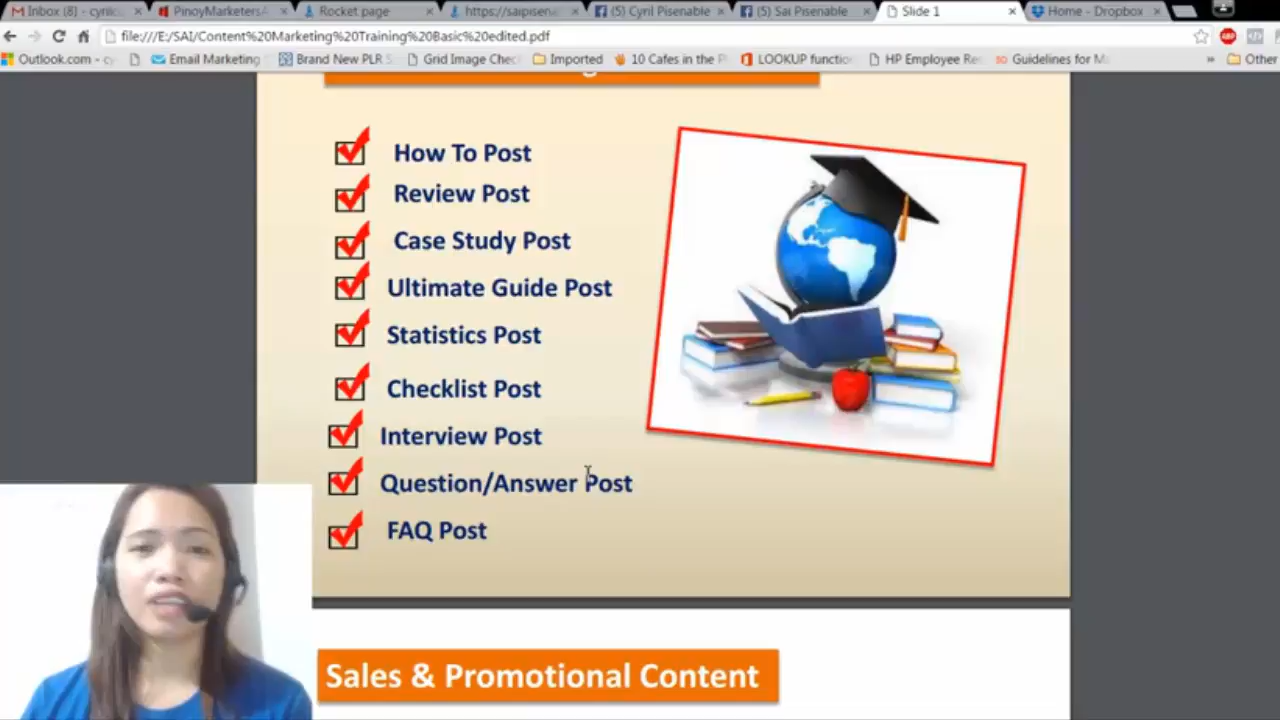 Inbox (8) - cyric
PinoyMarketersA
Rocket page
https://saipisena
(5) Cyril Pisenable
(5) Sai Pisenable
Slide 1
Home - Dropbox
file:///E:/SAI/Content%20Marketing%20Training%20Basic%20edited.pdf
Outlook.com - cy
Email Marketing
Brand New PLR S
Grid Image Chec
Imported
10 Cafes in the P
LOOKUP functio
HP Employee Re
Guidelines for M
Other
How To Post
Review Post
Case Study Post
Ultimate Guide Post
Statistics Post
Checklist Post
Interview Post
Question/Answer Post
FAQ Post
Sales & Promotional Content